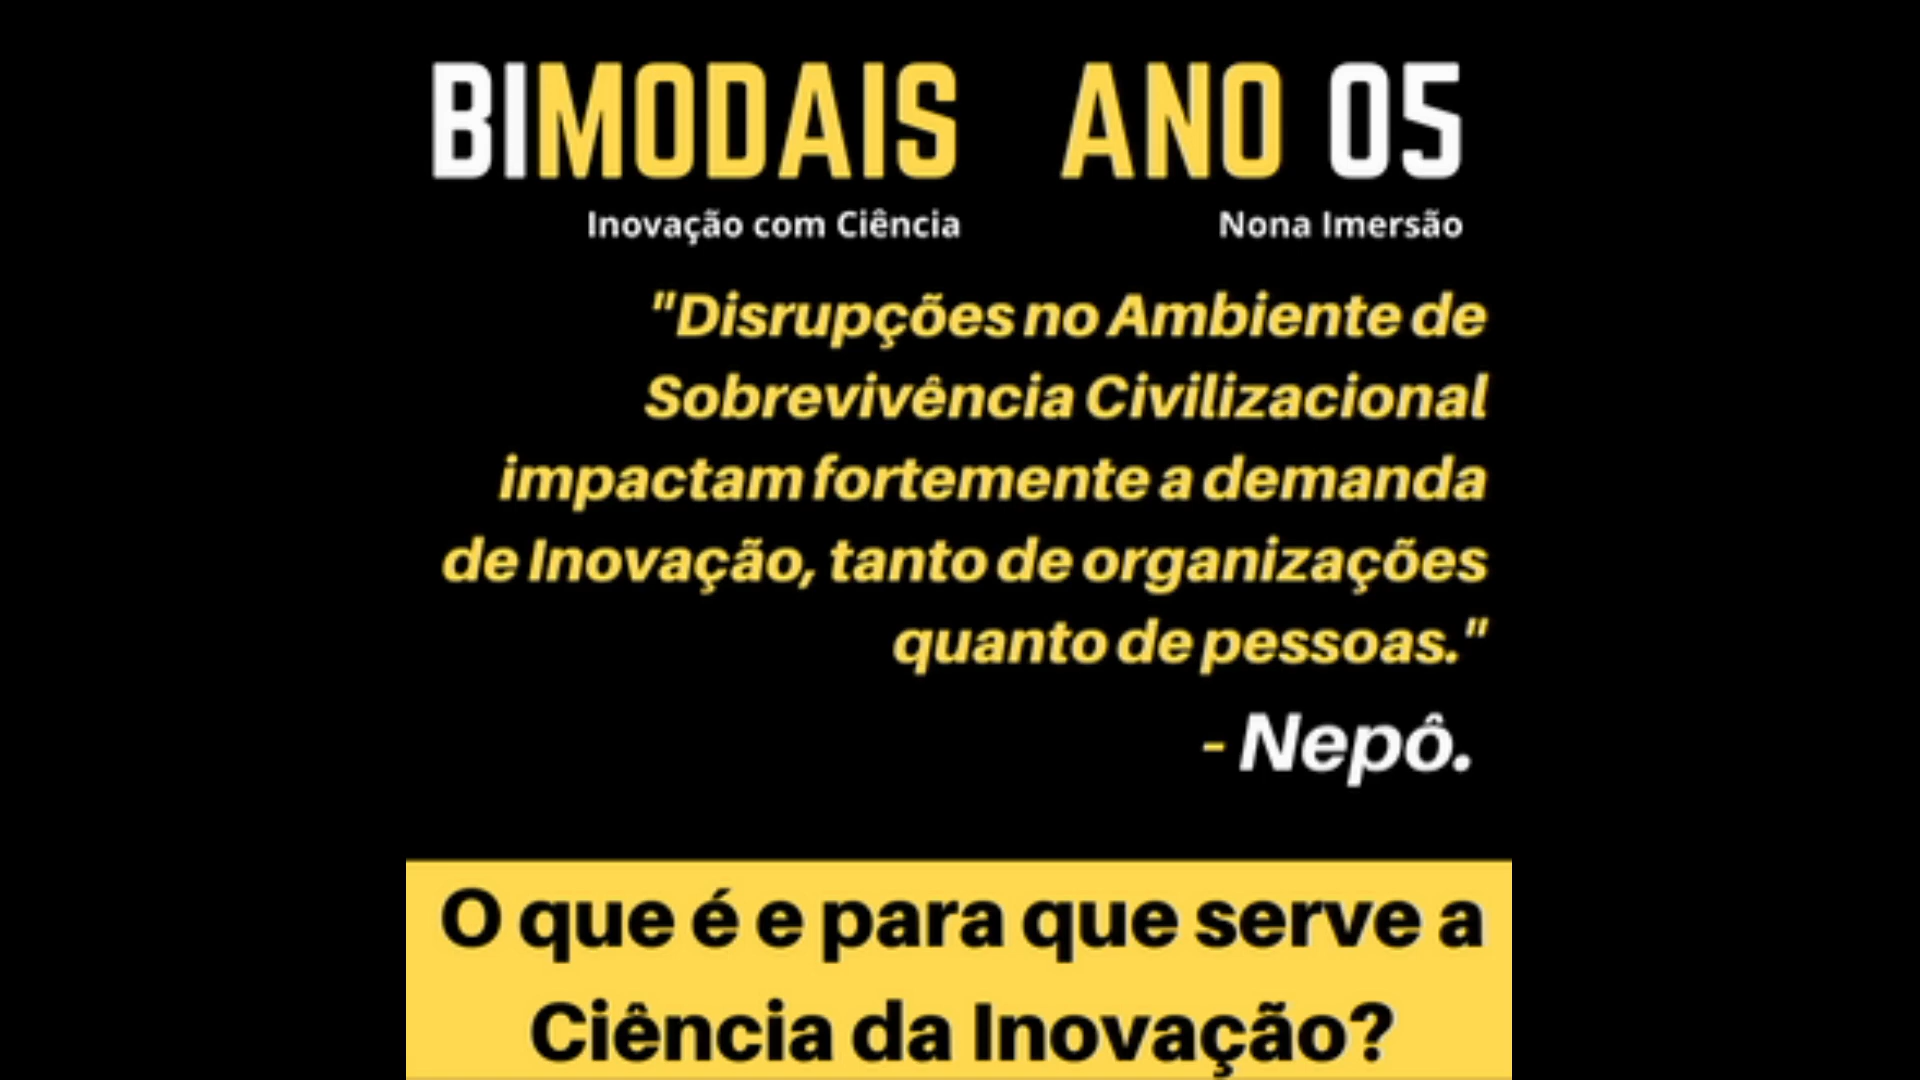 BIMODAIS ANO 05
Inovação com Ciência Nona Imersão
"Disrupções no Ambiente de
Sobrevivência Civilizacional
impactam fortemente a demanda
de Inovação, tanto de organizações
quanto de pessoas."
- Nepô.
O que é e para que serve a
Ciência da Inovação?